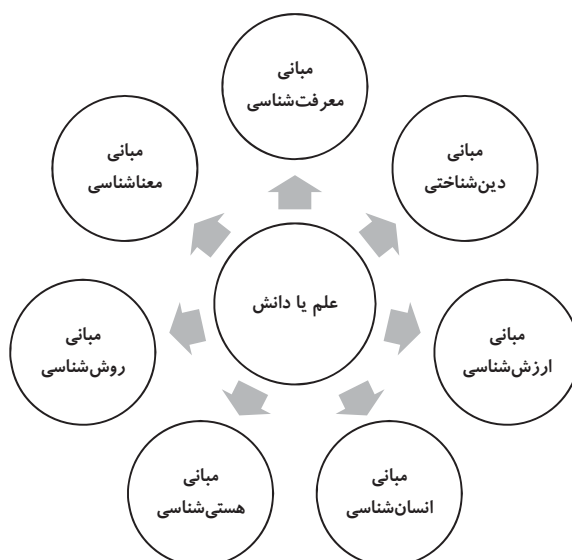 مبانی
معرفت‌شناسی
مبانی
دین‌شناختی
مبانی
ارزش‌شناسی
مبانی
انسان‌شناسی
مبانی
هستی‌شناسی
مبانی
روش‌شناسی
مبانی
معناشناسی
علم یا دانش